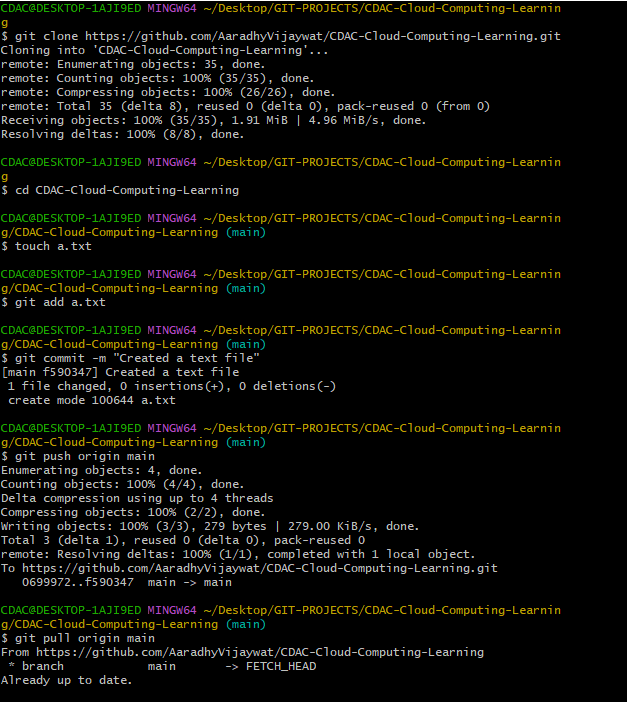 CDAC@DESKTOP-1AJI9ED MINGW64 ~/Desktop/GIT-PROJECTS/CDAC-Cloud-Computing-Learnin
g
$ git clone https://github.com/AaradhyVijaywat/CDAC-Cloud-Computing-Learning.git
Cloning into 'CDAC-Cloud-Computing-Learning'...
remote: Enumerating objects: 35, done.
remote: Counting objects: 100% (35/35), done.
remote: Compressing objects: 100% (26/26), done.
remote: Total 35 (delta 8), reused 0 (delta 0), pack-reused 0 (from 0)
Receiving objects: 100% (35/35), 1.91 MiB | 4.96 MiB/s, done.
Resolving deltas: 100% (8/8), done.
CDAC@DESKTOP-1AJI9ED MINGW64 ~/Desktop/GIT-PROJECTS/CDAC-Cloud-Computing-Learnin
g
$ cd CDAC-Cloud-Computing-Learning
CDAC@DESKTOP-1AJI9ED MINGW64 ~/Desktop/GIT-PROJECTS/CDAC-Cloud-Computing-Learnin
g/CDAC-Cloud-Computing-Learning (main)
$ touch a.txt
CDAC@DESKTOP-1AJI9ED MINGW64 ~/Desktop/GIT-PROJECTS/CDAC-Cloud-Computing-Learnin
g/CDAC-Cloud-Computing-Learning (main)
$ git add a.txt
CDAC@DESKTOP-1AJI9ED MINGW64 ~/Desktop/GIT-PROJECTS/CDAC-Cloud-Computing-Learnin
g/CDAC-Cloud-Computing-Learning (main)
$ git commit -m "Created a text file"
[main f590347] Created a text file
1 file changed, 0 insertions(+), 0 deletions(-)
create mode 100644 a.txt
CDAC@DESKTOP-1AJI9ED MINGW64 ~/Desktop/GIT-PROJECTS/CDAC-Cloud-Computing-Learnin
g/CDAC-Cloud-Computing-Learning (main)
$ git push origin main
Enumerating objects: 4, done.
Counting objects: 100% (4/4), done.
Delta compression using up to 4 threads
Compressing objects: 100% (2/2), done.
Writing objects: 100% (3/3), 279 bytes | 279.00 KiB/s, done.
Total 3 (delta 1), reused 0 (delta 0), pack-reused 0
remote: Resolving deltas: 100% (1/1), completed with 1 local object.
To https://github.com/AaradhyVijaywat/CDAC-Cloud-Computing-Learning.git
0699972..f590347  main -> main
CDAC@DESKTOP-1AJI9ED MINGW64 ~/Desktop/GIT-PROJECTS/CDAC-Cloud-Computing-Learnin
g/CDAC-Cloud-Computing-Learning (main)
$ git pull origin main
From https://github.com/AaradhyVijaywat/CDAC-Cloud-Computing-Learning
* branch            main       -> FETCH_HEAD
Already up to date.